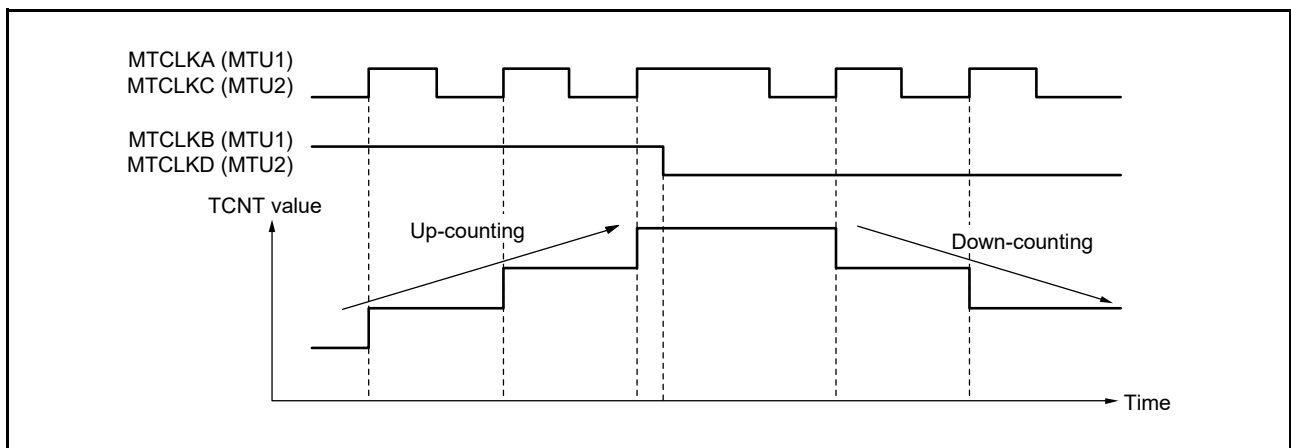 MTCLKA (MTU1)
MTCLKC (MTU2)
MTCLKB (MTU1)
MTCLKD (MTU2)
TCNT value
Up-counting
Down-counting
Time